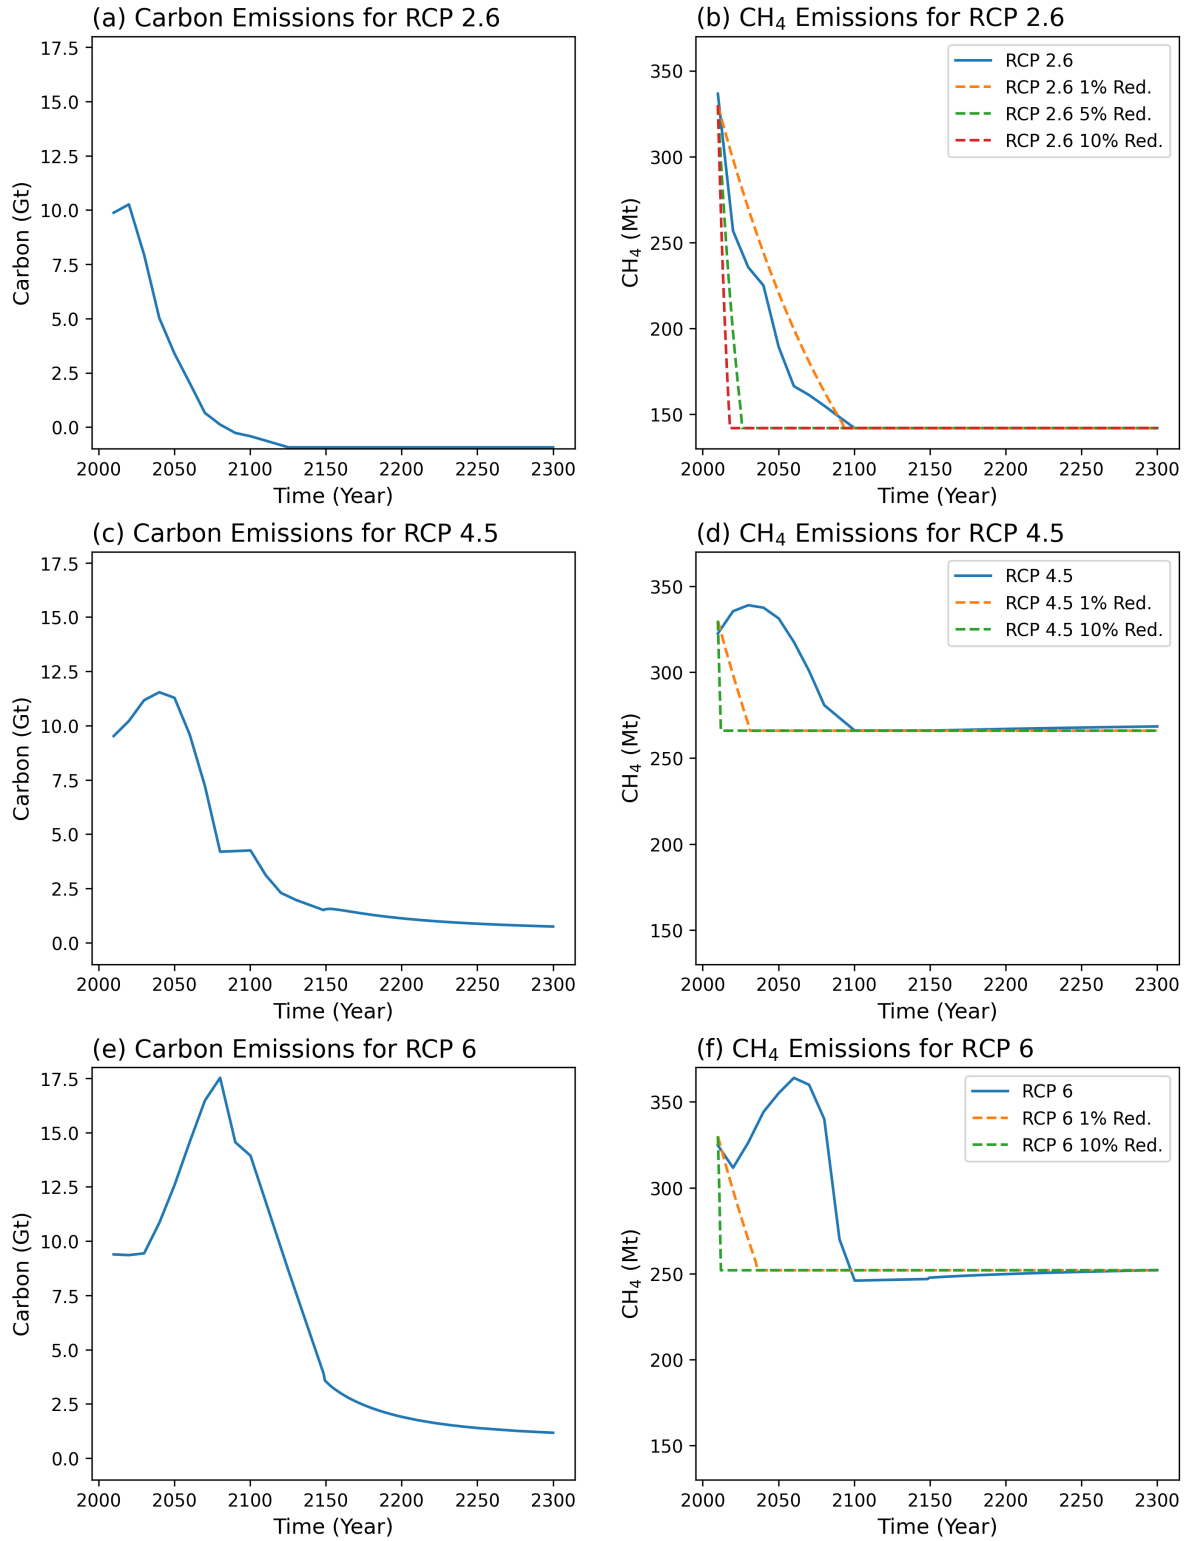 (a) Carbon Emissions for RCP 2.6
17.5
15.0
12.5
10.0
7.5
5.0
2.5
0.0
Carbon (Gt)
2000 2050 2100 2150 2200 2250 2300
Time (Year)
(b) CH₄ Emissions for RCP 2.6
350
300
250
200
150
CH₄ (Mt)
RCP 2.6
RCP 2.6 1% Red.
RCP 2.6 5% Red.
RCP 2.6 10% Red.
2000 2050 2100 2150 2200 2250 2300
Time (Year)
(c) Carbon Emissions for RCP 4.5
17.5
15.0
12.5
10.0
7.5
5.0
2.5
0.0
Carbon (Gt)
2000 2050 2100 2150 2200 2250 2300
Time (Year)
(d) CH₄ Emissions for RCP 4.5
350
300
250
200
150
CH₄ (Mt)
RCP 4.5
RCP 4.5 1% Red.
RCP 4.5 10% Red.
2000 2050 2100 2150 2200 2250 2300
Time (Year)
(e) Carbon Emissions for RCP 6
17.5
15.0
12.5
10.0
7.5
5.0
2.5
0.0
Carbon (Gt)
2000 2050 2100 2150 2200 2250 2300
Time (Year)
(f) CH₄ Emissions for RCP 6
350
300
250
200
150
CH₄ (Mt)
RCP 6
RCP 6 1% Red.
RCP 6 10% Red.
2000 2050 2100 2150 2200 2250 2300
Time (Year)